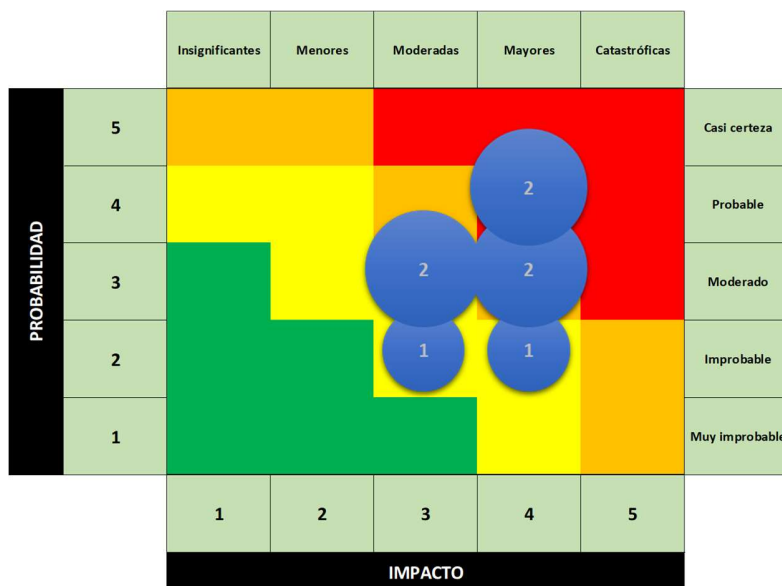 Insignificantes Menores Moderadas Mayores Catastróficas
PROBABILIDAD
5 Casi certeza
4 2 Probable
3 2 2 Moderado
2 1 1 Improbable
1 Muy improbable
1 2 3 4 5
IMPACTO